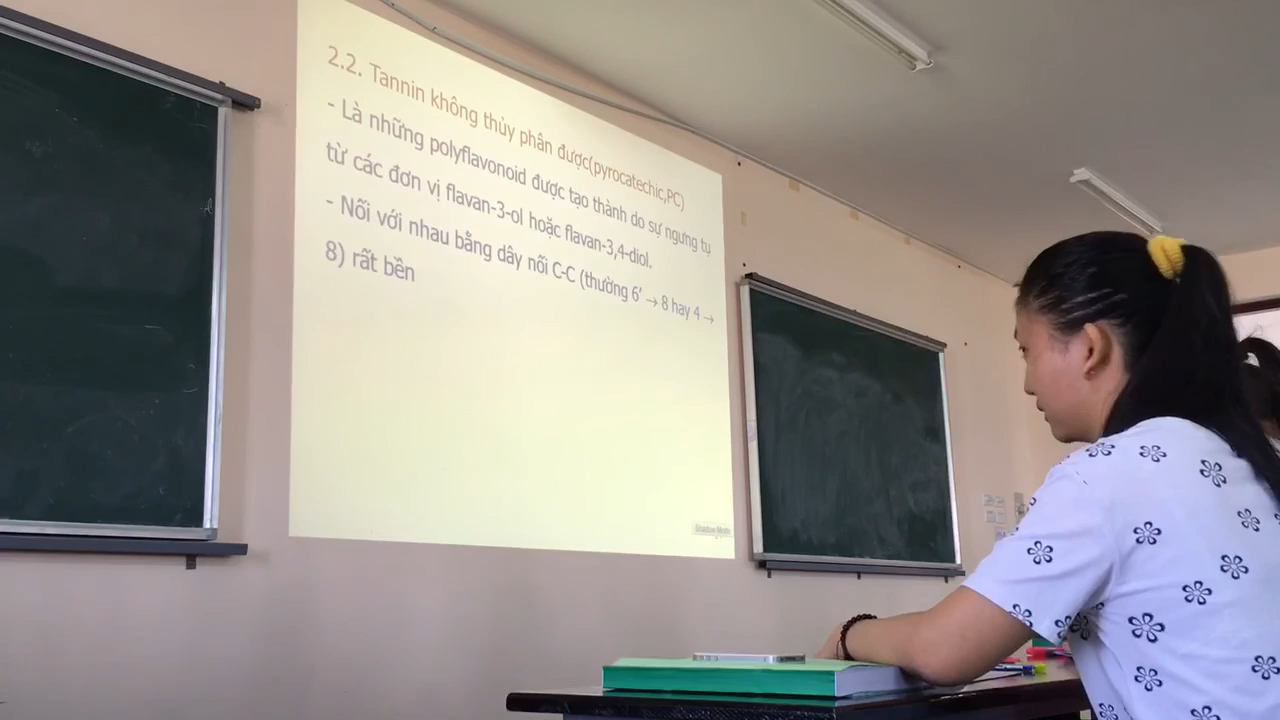 2.2. Tannin không thủy phân được(pyrocatechic,PC)
- Là những polyflavonoid được tạo thành do sự ngưng tụ
từ các đơn vị flavan-3-ol hoặc flavan-3,4-diol.
- Nối với nhau bằng dây nối C-C (thường 6’ → 8 hay 4 →
8) rất bền